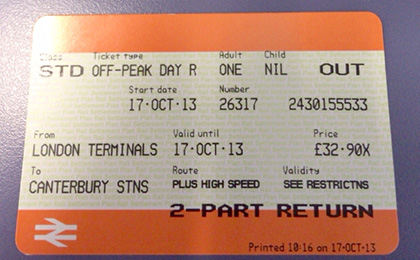 Class Ticket type Adult Child
STD OFF-PEAK DAY R ONE NIL OUT
Start date Number
17·OCT·13 26317 2430155533
From Valid until Price
LONDON TERMINALS 17·OCT·13 £32·90X
To Route Validity
CANTERBURY STNS PLUS HIGH SPEED SEE RESTRICTNS
2-PART RETURN
Printed 10:16 on 17·OCT·13